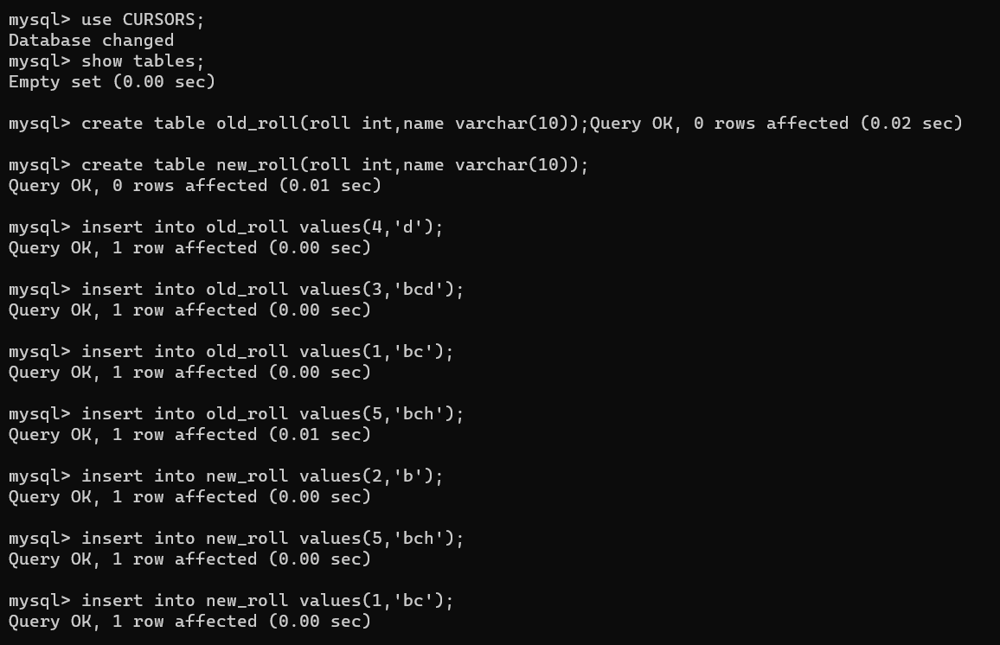 mysql> use CURSORS;
Database changed
mysql> show tables;
Empty set (0.00 sec)
mysql> create table old_roll(roll int,name varchar(10));Query OK, 0 rows affected (0.02 sec)
mysql> create table new_roll(roll int,name varchar(10));
Query OK, 0 rows affected (0.01 sec)
mysql> insert into old_roll values(4,'d');
Query OK, 1 row affected (0.00 sec)
mysql> insert into old_roll values(3,'bcd');
Query OK, 1 row affected (0.00 sec)
mysql> insert into old_roll values(1,'bc');
Query OK, 1 row affected (0.00 sec)
mysql> insert into old_roll values(5,'bch');
Query OK, 1 row affected (0.01 sec)
mysql> insert into new_roll values(2,'b');
Query OK, 1 row affected (0.00 sec)
mysql> insert into new_roll values(5,'bch');
Query OK, 1 row affected (0.00 sec)
mysql> insert into new_roll values(1,'bc');
Query OK, 1 row affected (0.00 sec)